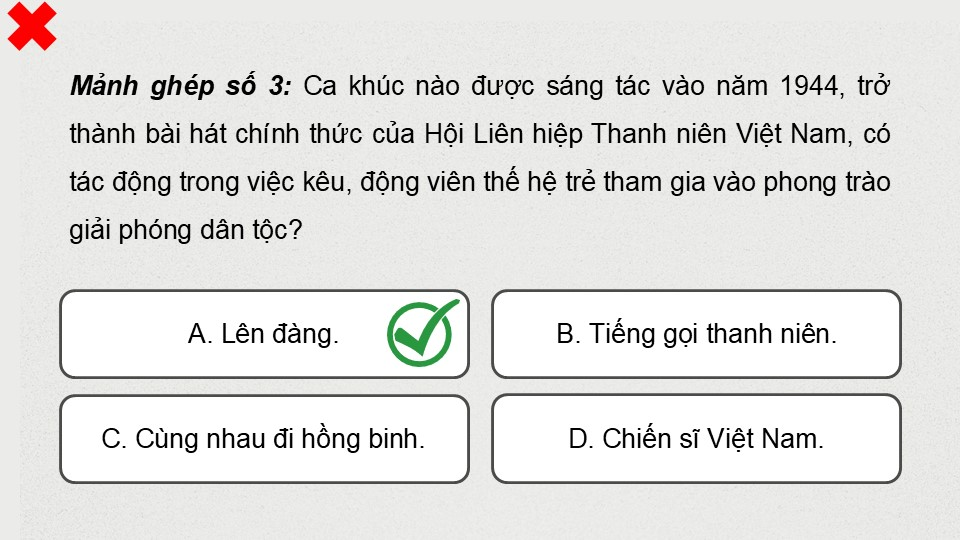 Mảnh ghép số 3: Ca khúc nào được sáng tác vào năm 1944, trở
thành bài hát chính thức của Hội Liên hiệp Thanh niên Việt Nam, có
tác động trong việc kêu, động viên thế hệ trẻ tham gia vào phong trào
giải phóng dân tộc?
A. Lên đàng.
B. Tiếng gọi thanh niên.
C. Cùng nhau đi hồng binh.
D. Chiến sĩ Việt Nam.